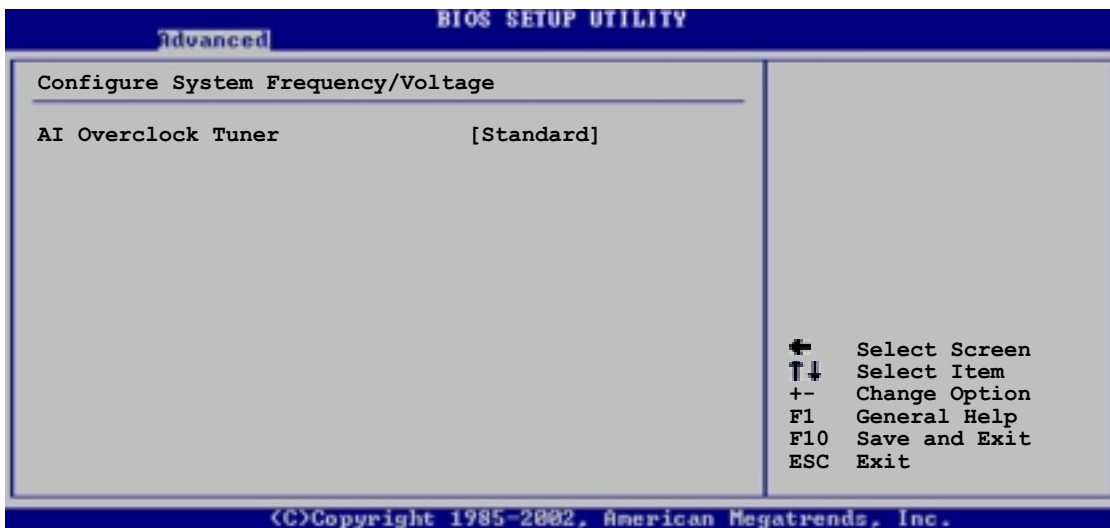 BIOS SETUP UTILITY
Advanced
Configure System Frequency/Voltage
AI Overclock Tuner [Standard]
← Select Screen
↑↓ Select Item
+- Change Option
F1 General Help
F10 Save and Exit
ESC Exit
(C)Copyright 1985-2002, American Megatrends, Inc.